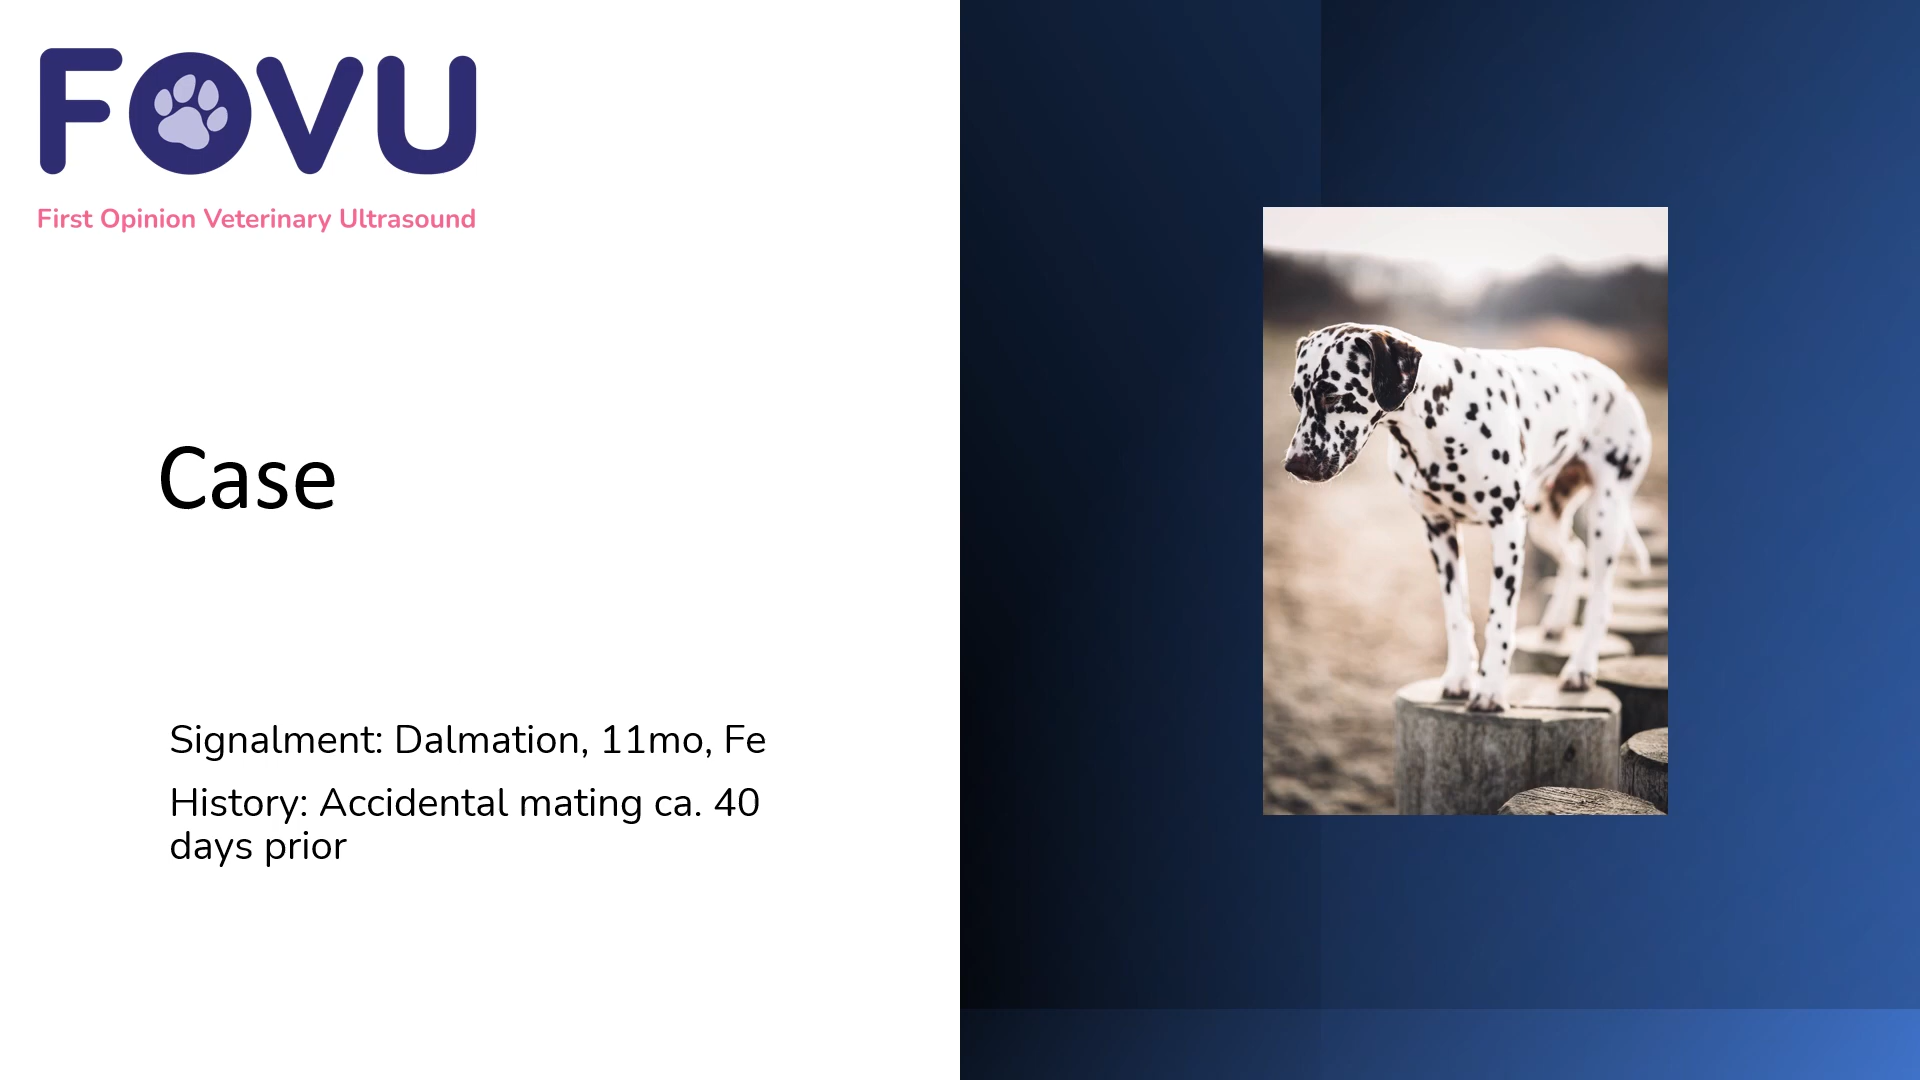 FOVU
First Opinion Veterinary Ultrasound
Case
Signalment: Dalmation, 11mo, Fe
History: Accidental mating ca. 40
days prior